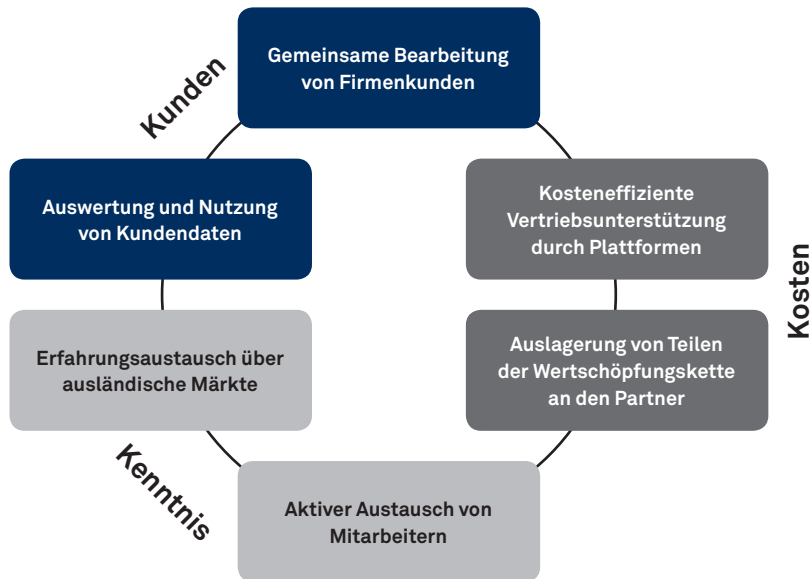 Kunden
Gemeinsame Bearbeitung
von Firmenkunden
Auswertung und Nutzung
von Kundendaten
Kosteneffiziente
Vertriebsunterstützung
durch Plattformen
Kosten
Erfahrungsaustausch über
ausländische Märkte
Auslagerung von Teilen
der Wertschöpfungskette
an den Partner
Kenntnis
Aktiver Austausch von
Mitarbeitern